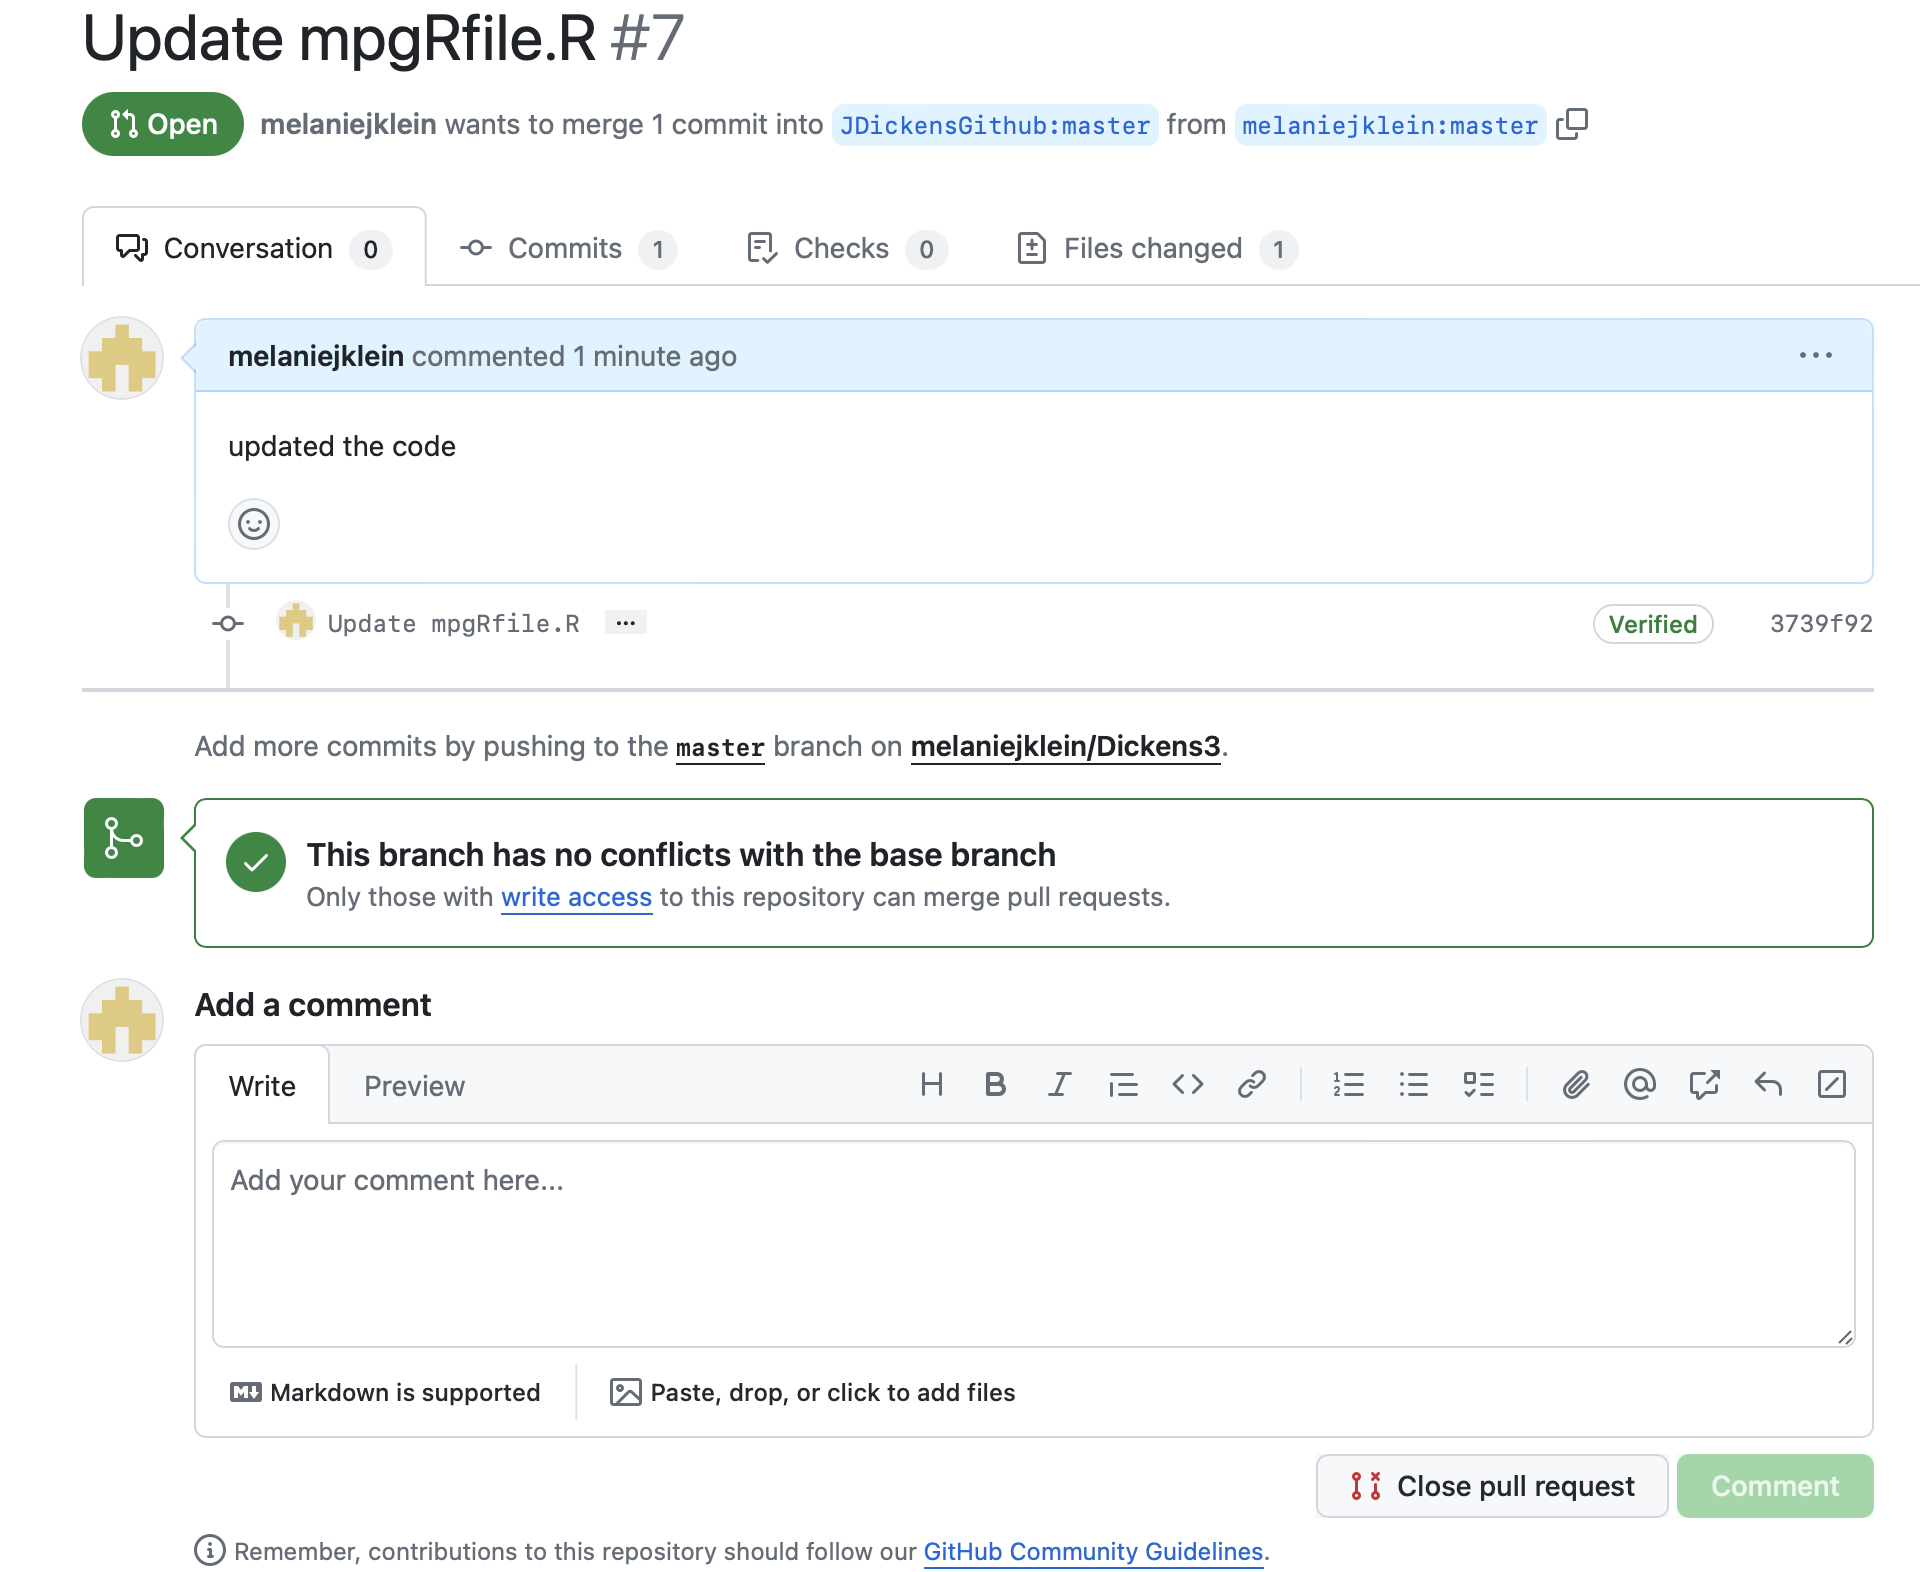 Update mpgRfile.R #7
Open melaniejklein wants to merge 1 commit into JDickensGithub:master from melaniejklein:master
Conversation 0 Commits 1 Checks 0 Files changed 1
melaniejklein commented 1 minute ago
updated the code
Update mpgRfile.R ... Verified 3739f92
Add more commits by pushing to the master branch on melaniejklein/Dickens3.
This branch has no conflicts with the base branch
Only those with write access to this repository can merge pull requests.
Add a comment
Write Preview
Add your comment here...
Markdown is supported Paste, drop, or click to add files
Close pull request Comment
Remember, contributions to this repository should follow our GitHub Community Guidelines.